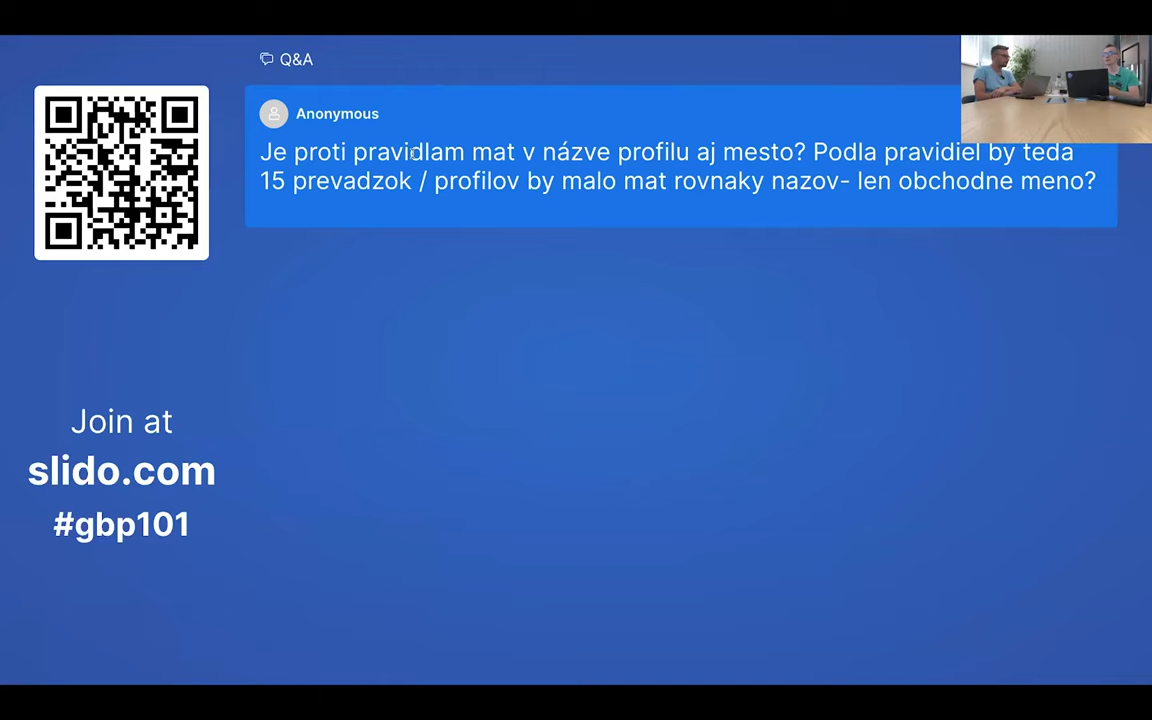 Q&A
Anonymous
Je proti pravidlam mat v názve profilu aj mesto? Podla pravidiel by teda
15 prevadzok / profilov by malo mat rovnaky nazov- len obchodne meno?
Join at
slido.com
#gbp101